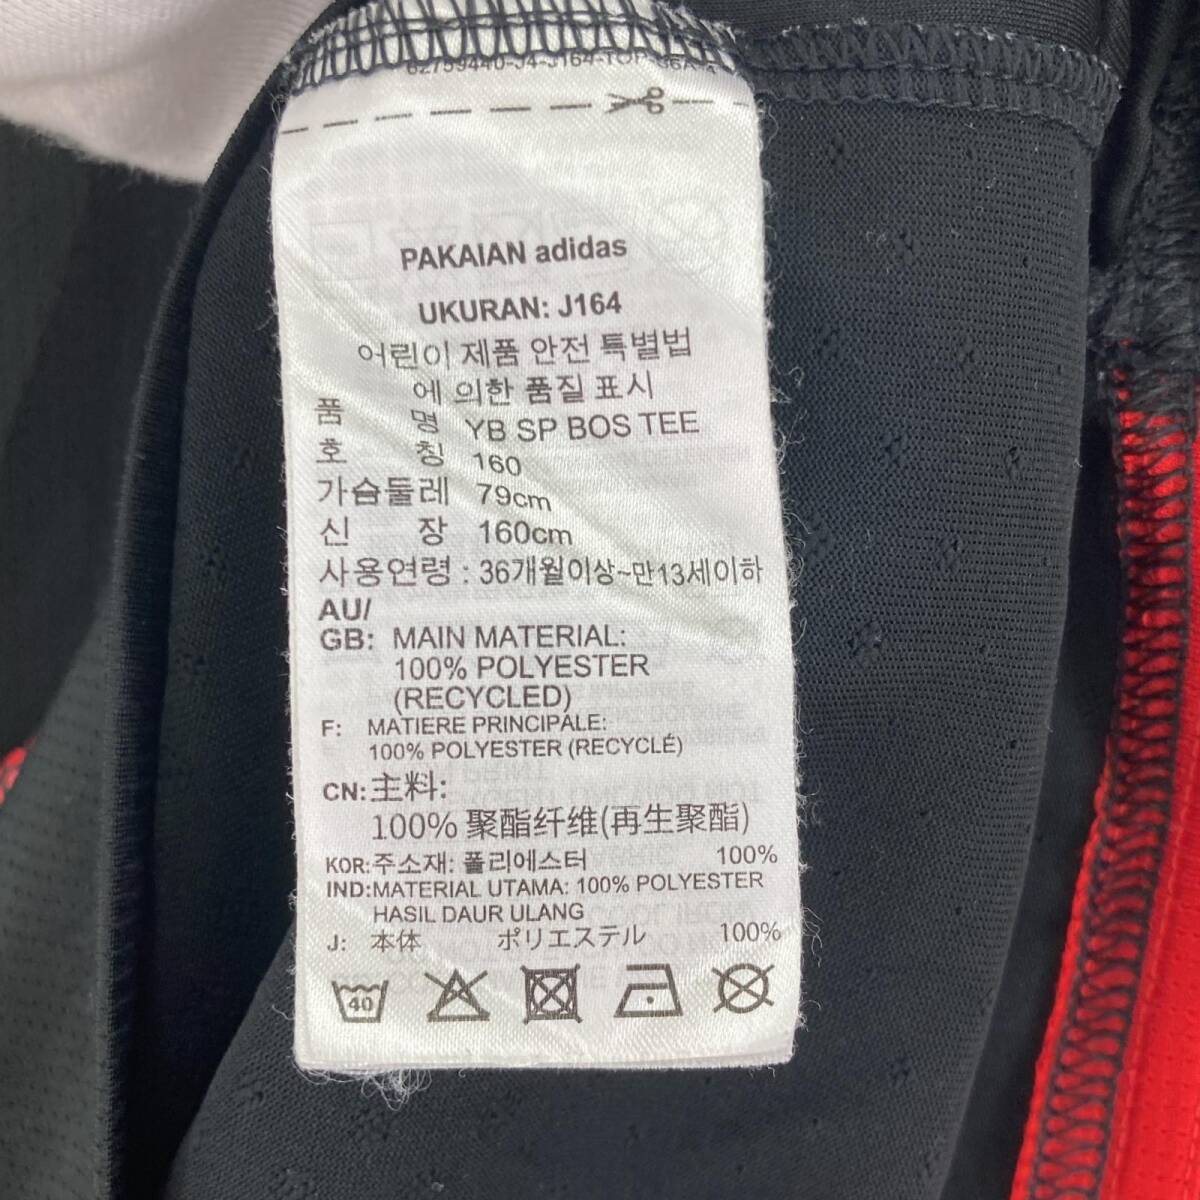 PAKAIAN adidas
UKURAN: J164
어린이 제품 안전 특별법
에 의한 품질 표시
품 명 YB SP BOS TEE
호 칭 160
가슴둘레 79cm
신 장 160cm
사용연령 : 36개월이상~만13세이하
AU/
GB: MAIN MATERIAL:
100% POLYESTER
(RECYCLED)
F: MATIERE PRINCIPALE:
100% POLYESTER (RECYCLÉ)
CN: 主料:
100% 聚酯纤维(再生聚酯)
KOR: 주소재: 폴리에스터 100%
IND: MATERIAL UTAMA: 100% POLYESTER
HASIL DAUR ULANG
J: 本体 ポリエステル 100%
40